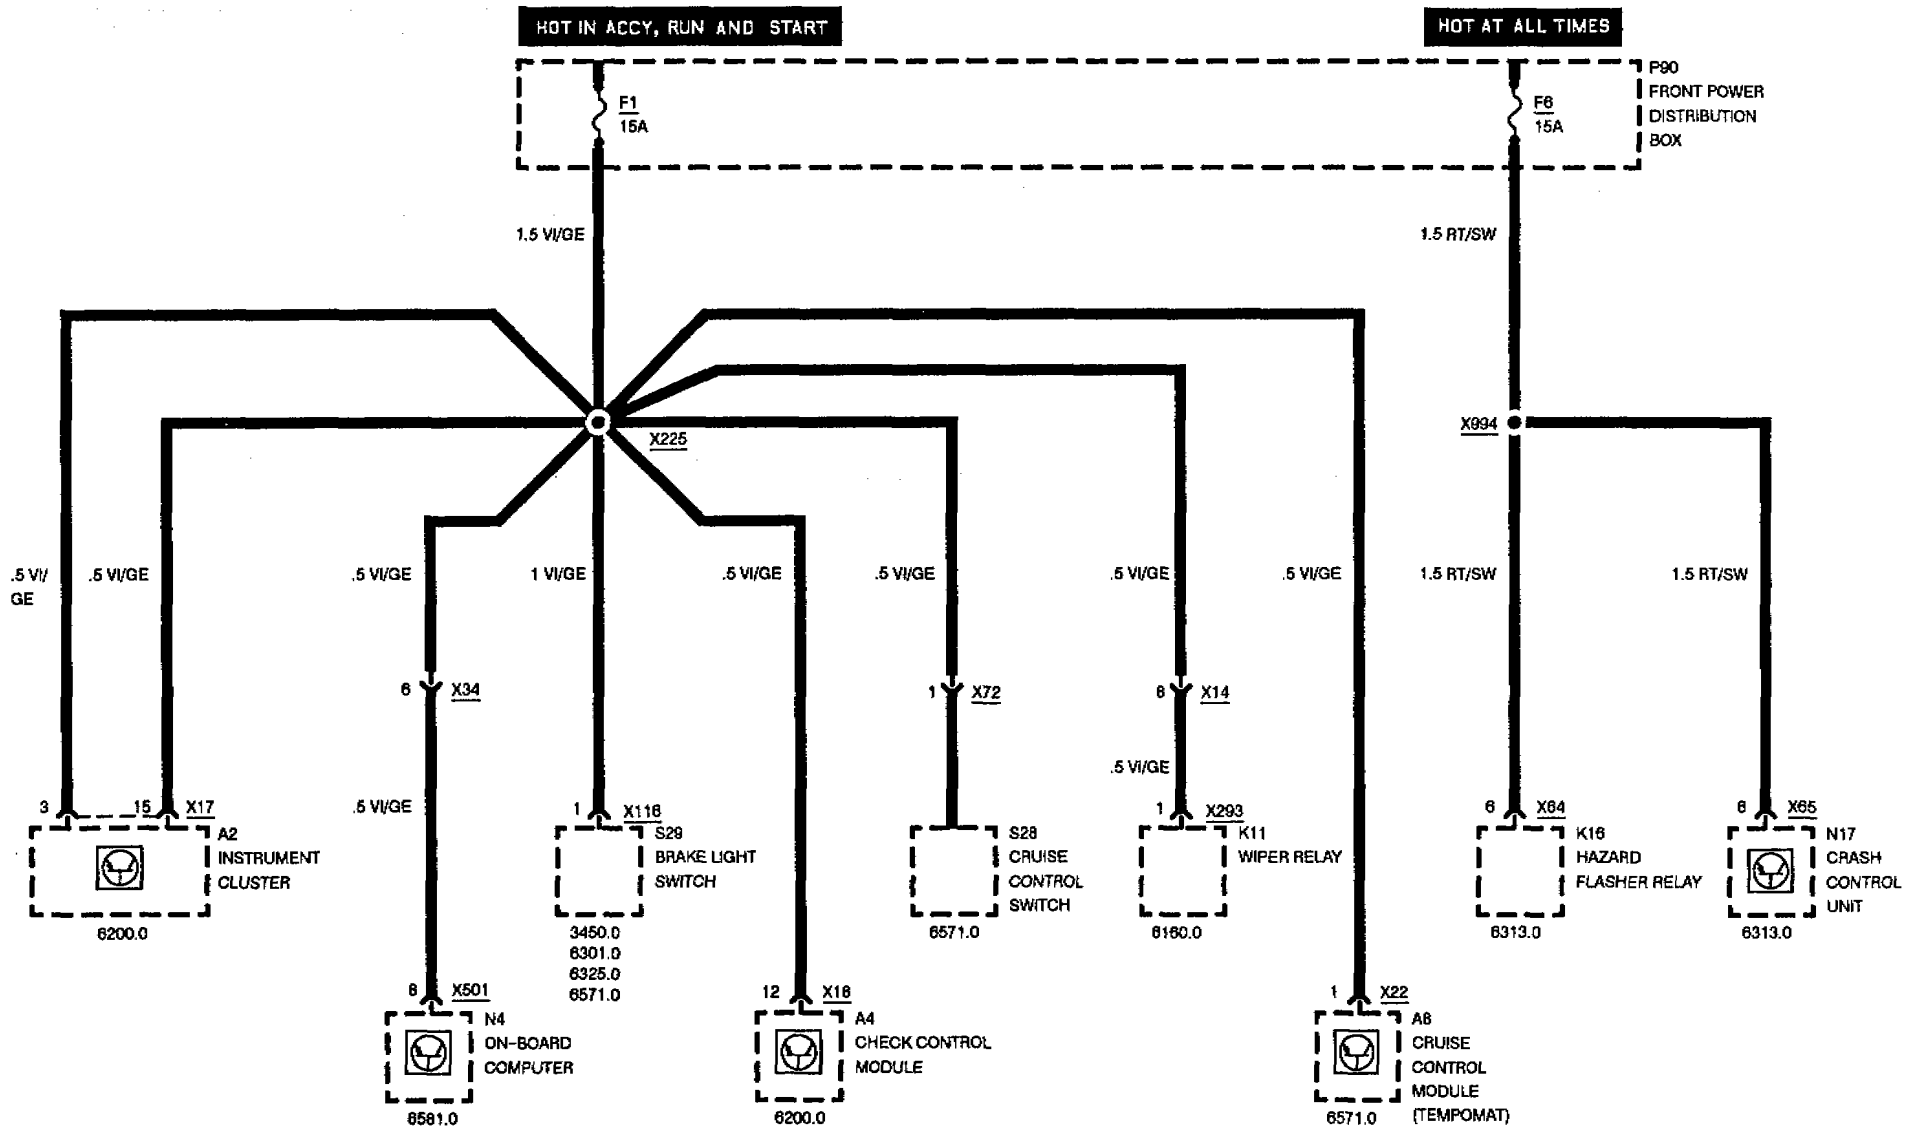 HOT IN ACCY, RUN AND START
HOT AT ALL TIMES
F1
15A
F6
15A
P90
FRONT POWER
DISTRIBUTION
BOX
1.5 VI/GE
1.5 RT/SW
X225
X994
.5 VI/
GE
.5 VI/GE
.5 VI/GE
1 VI/GE
.5 VI/GE
.5 VI/GE
.5 VI/GE
.5 VI/GE
1.5 RT/SW
1.5 RT/SW
6 X34
1 X72
8 X14
.5 VI/GE
.5 VI/GE
3
15 X17
1 X116
1 X293
6 X64
6 X65
A2
INSTRUMENT
CLUSTER
6200.0
S29
BRAKE LIGHT
SWITCH
3450.0
6301.0
6325.0
6571.0
S28
CRUISE
CONTROL
SWITCH
6571.0
K11
WIPER RELAY
6160.0
K16
HAZARD
FLASHER RELAY
6313.0
N17
CRASH
CONTROL
UNIT
6313.0
8 X501
N4
ON-BOARD
COMPUTER
6581.0
12 X16
A4
CHECK CONTROL
MODULE
6200.0
1 X22
A8
CRUISE
CONTROL
MODULE
(TEMPOMAT)
6571.0